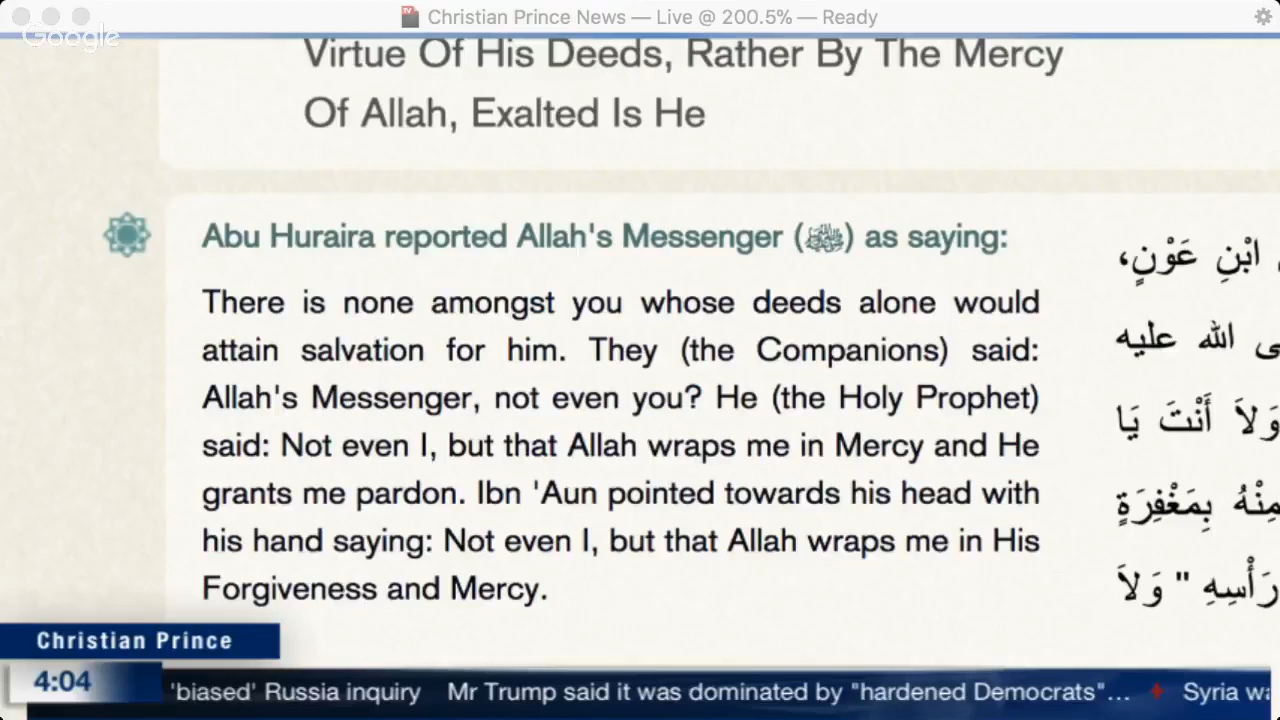 Christian Prince News — Live @ 200.5% — Ready
Google
Virtue Of His Deeds, Rather By The Mercy
Of Allah, Exalted Is He
Abu Huraira reported Allah's Messenger (ﷺ) as saying:
There is none amongst you whose deeds alone would
attain salvation for him. They (the Companions) said:
Allah's Messenger, not even you? He (the Holy Prophet)
said: Not even I, but that Allah wraps me in Mercy and He
grants me pardon. Ibn 'Aun pointed towards his head with
his hand saying: Not even I, but that Allah wraps me in His
Forgiveness and Mercy.
ابْنِ عَوْنٍ،
الله عليه
وَلاَ أَنْتَ يَا
مِنْهُ بِمَغْفِرَةٍ
رَأْسِهِ " وَلاَ
Christian Prince
4:04
'biased' Russia inquiry Mr Trump said it was dominated by "hardened Democrats"... Syria